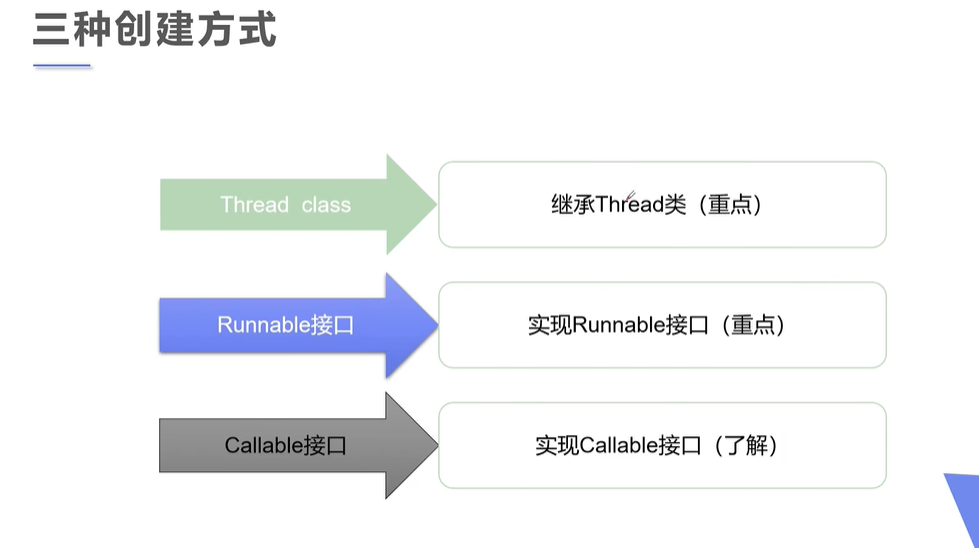 三种创建方式
Thread class
继承Thread类（重点）
Runnable接口
实现Runnable接口（重点）
Callable接口
实现Callable接口（了解）